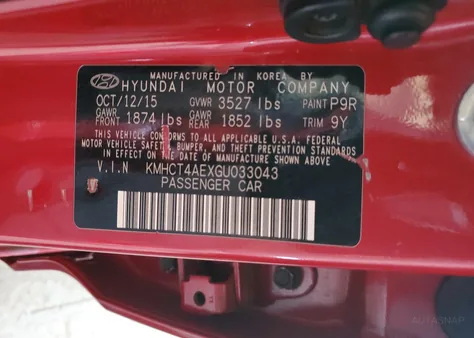 MANUFACTURED IN KOREA BY
HYUNDAI MOTOR COMPANY
OCT/12/15 GVWR 3527 lbs PAINT P9R
GAWR FRONT 1874 lbs GAWR REAR 1852 lbs TRIM 9Y
THIS VEHICLE CONFORMS TO ALL APPLICABLE U.S.A. FEDERAL
MOTOR VEHICLE SAFETY & BUMPER, AND THEFT PREVENTION
STANDARDS IN EFFECT ON THE DATE OF MANUFACTURE SHOWN ABOVE.
V.I.N KMHCT4AEXGU033043
PASSENGER CAR
AUTASNAP